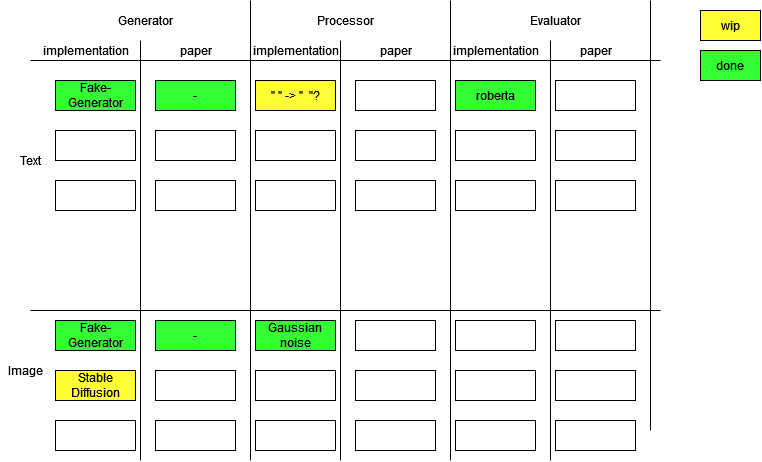 Generator
Processor
Evaluator
wip
implementation
paper
implementation
paper
implementation
paper
done
Fake-
Generator
-
" " -> "  "?
roberta
Text
Fake-
Generator
-
Gaussian
noise
Image
Stable
Diffusion